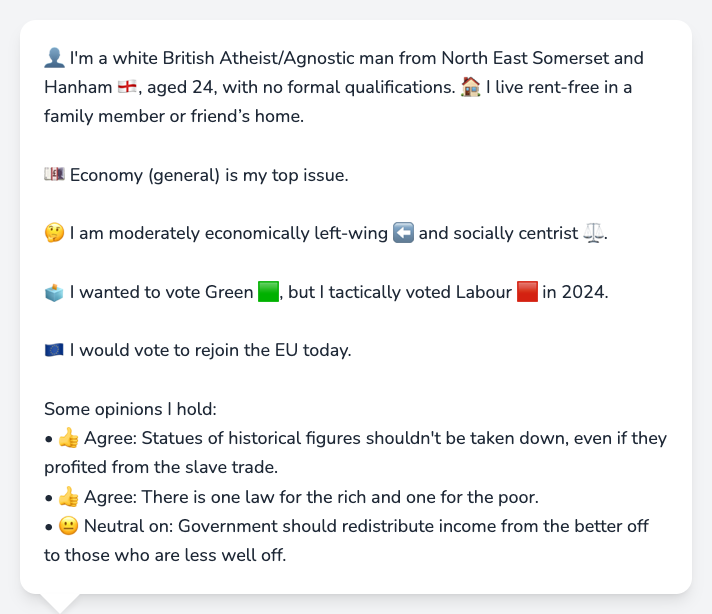 👤 I'm a white British Atheist/Agnostic man from North East Somerset and
Hanham 🏴󠁧󠁢󠁥󠁮󠁧󠁿, aged 24, with no formal qualifications. 🏠 I live rent-free in a
family member or friend’s home.
💷 Economy (general) is my top issue.
🤔 I am moderately economically left-wing ⬅️ and socially centrist ⚖️.
🗳️ I wanted to vote Green 🟩, but I tactically voted Labour 🟥 in 2024.
🇪🇺 I would vote to rejoin the EU today.
Some opinions I hold:
• 👍 Agree: Statues of historical figures shouldn't be taken down, even if they
profited from the slave trade.
• 👍 Agree: There is one law for the rich and one for the poor.
• 😐 Neutral on: Government should redistribute income from the better off
to those who are less well off.